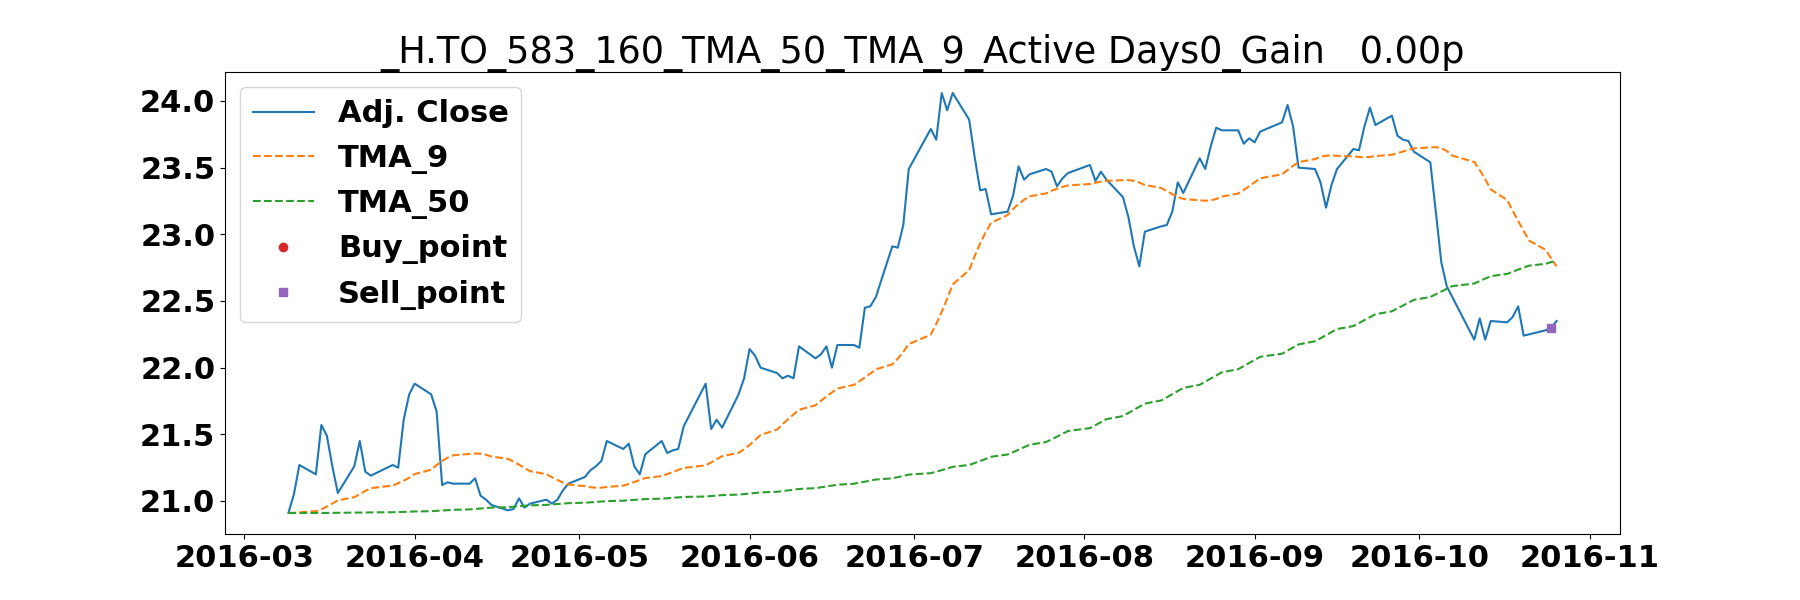 _H.TO_583_160_TMA_50_TMA_9_Active Days0_Gain   0.00p
24.0
23.5
23.0
22.5
22.0
21.5
21.0
Adj. Close
TMA_9
TMA_50
Buy_point
Sell_point
2016-03 2016-04 2016-05 2016-06 2016-07 2016-08 2016-09 2016-10 2016-11